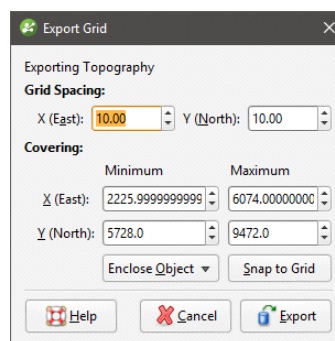 Export Grid
Exporting Topography
Grid Spacing:
X (East): 10.00 Y (North): 10.00
Covering:
Minimum Maximum
X (East): 2225.9999999999 6074.00000000
Y (North): 5728.0 9472.0
Enclose Object Snap to Grid
Help Cancel Export